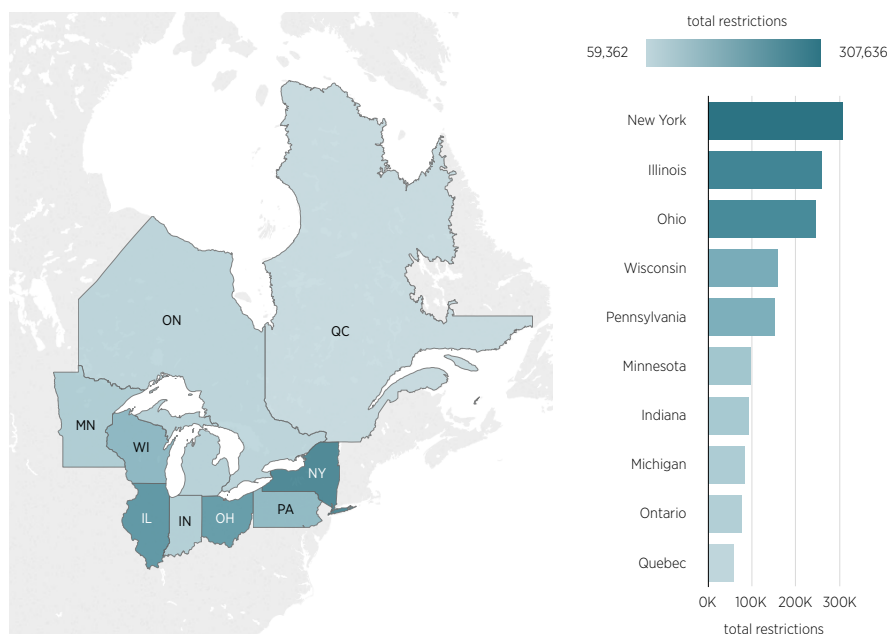 total restrictions
59,362
307,636
New York
Illinois
Ohio
Wisconsin
Pennsylvania
Minnesota
Indiana
Michigan
Ontario
Quebec
0K 100K 200K 300K
total restrictions
ON
QC
MN
WI
NY
IL
IN
OH
PA